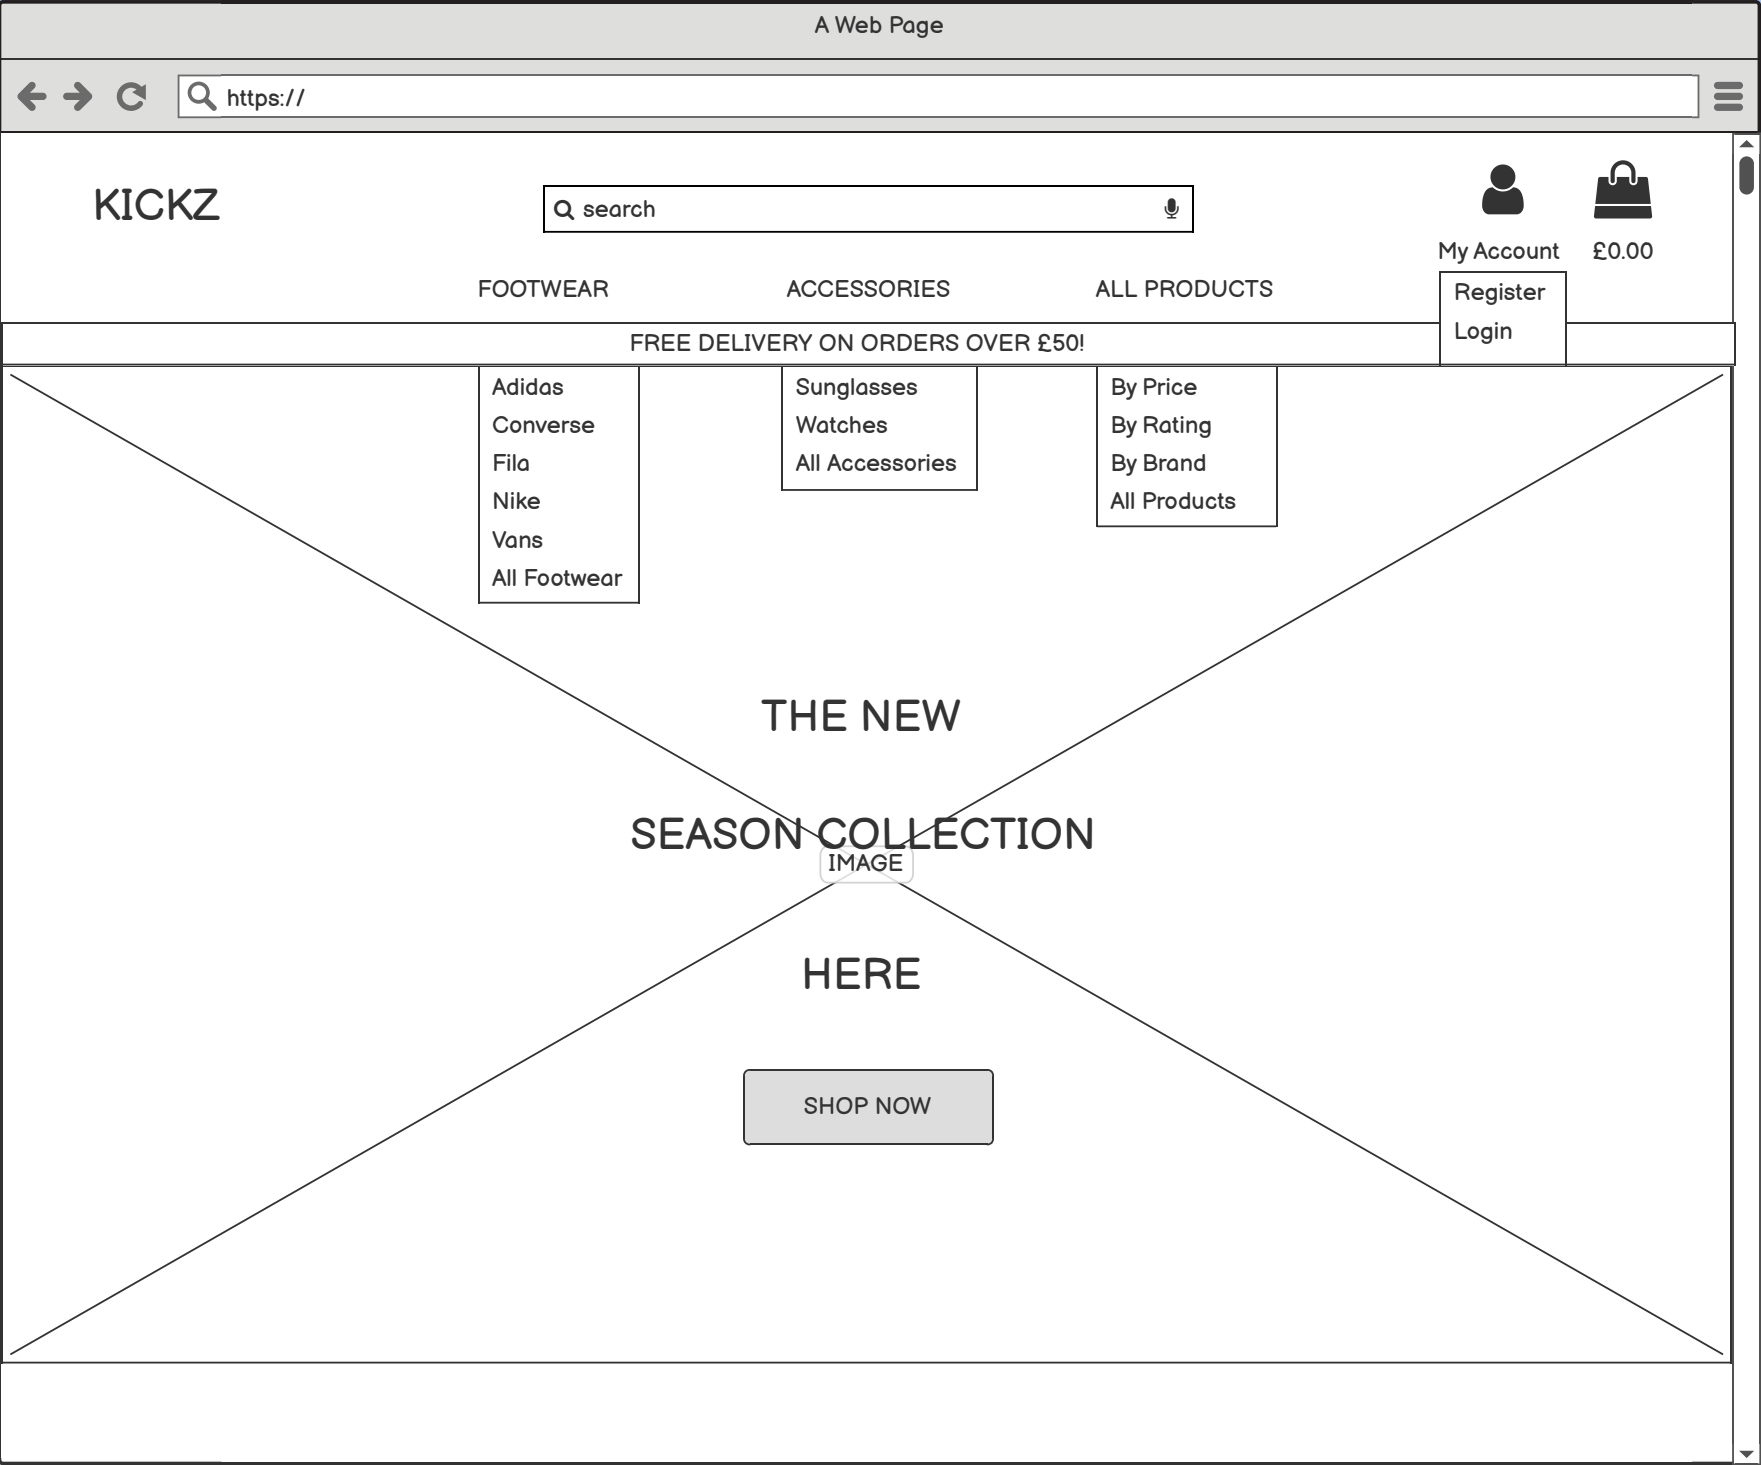 A Web Page
https://
KICKZ
search
My Account
£0.00
FOOTWEAR
ACCESSORIES
ALL PRODUCTS
Register
Login
FREE DELIVERY ON ORDERS OVER £50!
Adidas
Converse
Fila
Nike
Vans
All Footwear
Sunglasses
Watches
All Accessories
By Price
By Rating
By Brand
All Products
THE NEW
SEASON COLLECTION
IMAGE
HERE
SHOP NOW